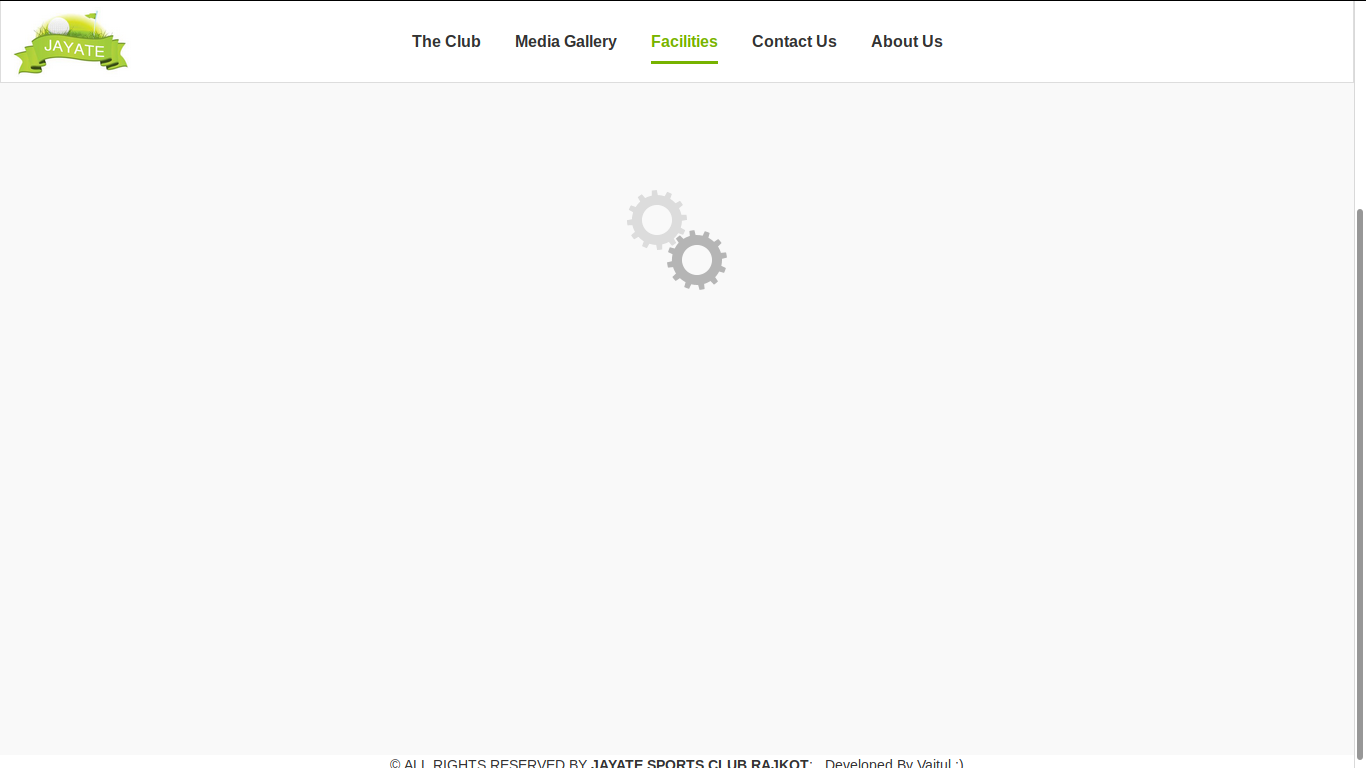 JAYATE
The Club Media Gallery Facilities Contact Us About Us
© ALL RIGHTS RESERVED BY JAYATE SPORTS CLUB RAJKOT: Developed By Vaitul :)